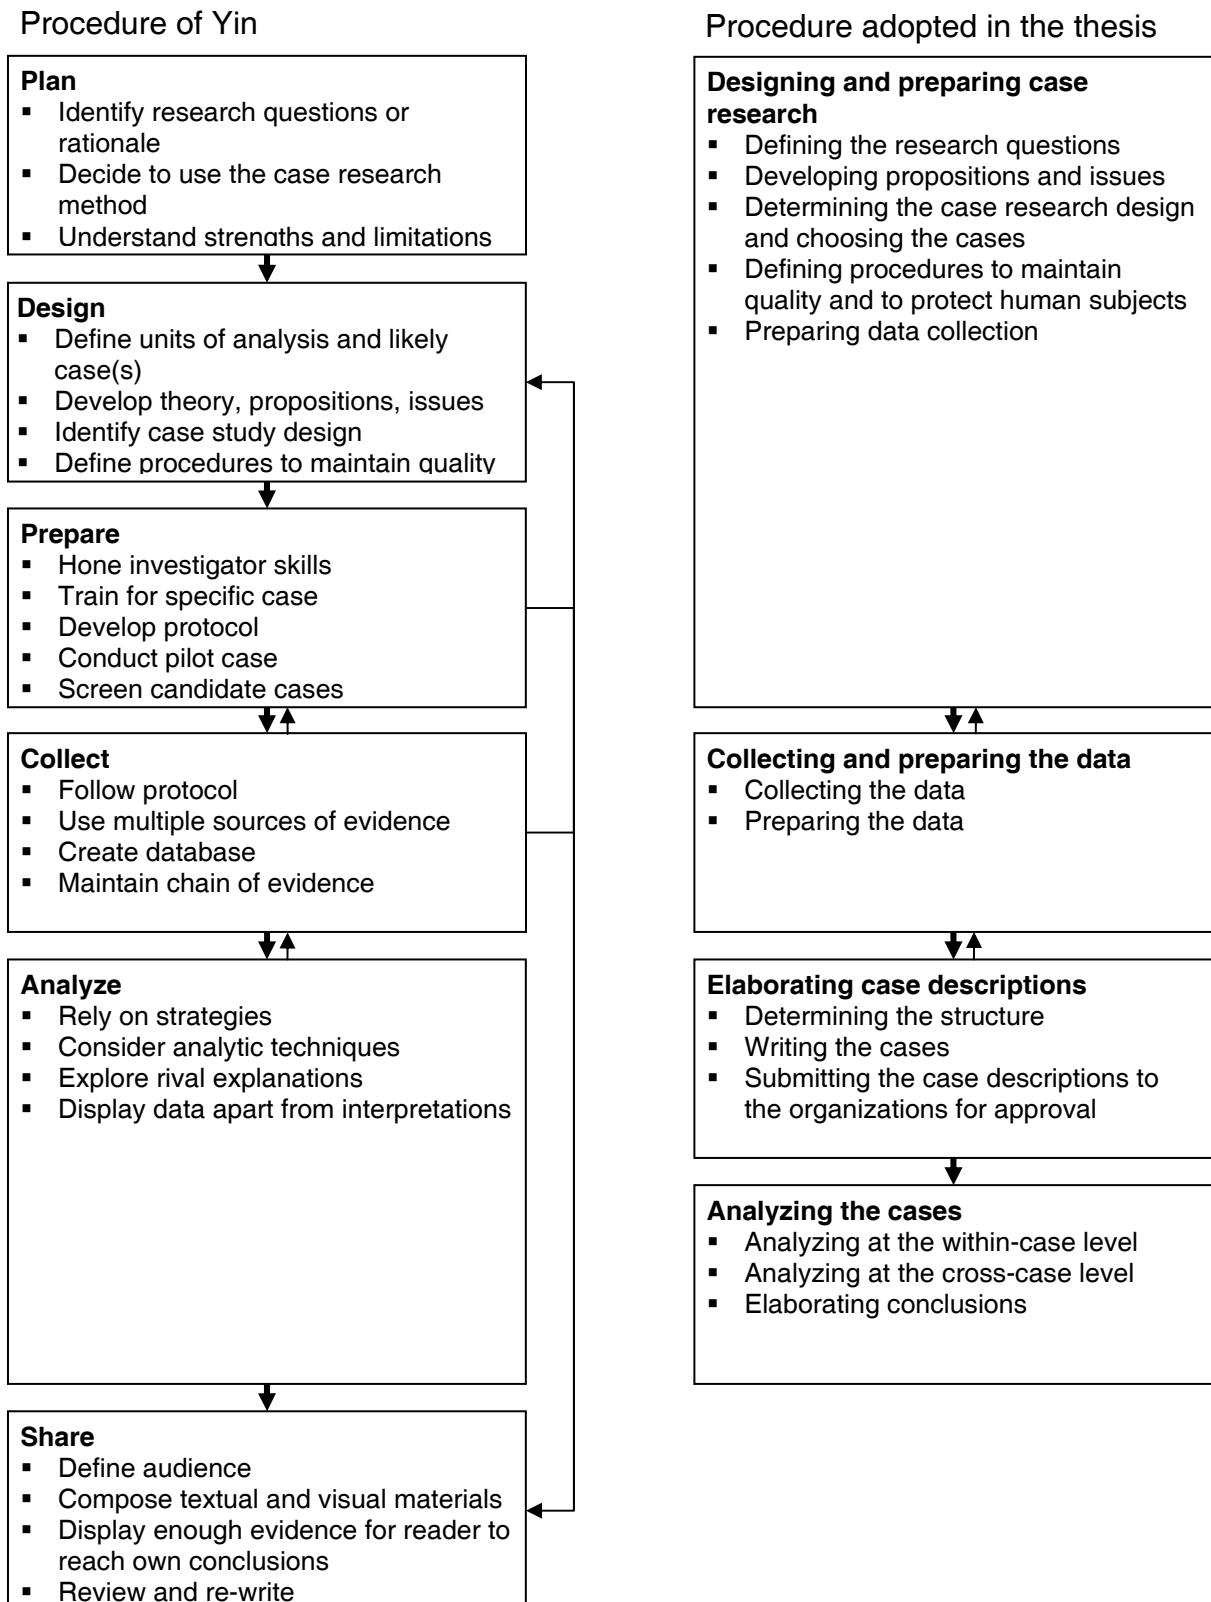 Procedure of Yin
Plan
▪ Identify research questions or
rationale
▪ Decide to use the case research
method
▪ Understand strengths and limitations
Design
▪ Define units of analysis and likely
case(s)
▪ Develop theory, propositions, issues
▪ Identify case study design
▪ Define procedures to maintain quality
Prepare
▪ Hone investigator skills
▪ Train for specific case
▪ Develop protocol
▪ Conduct pilot case
▪ Screen candidate cases
Collect
▪ Follow protocol
▪ Use multiple sources of evidence
▪ Create database
▪ Maintain chain of evidence
Analyze
▪ Rely on strategies
▪ Consider analytic techniques
▪ Explore rival explanations
▪ Display data apart from interpretations
Share
▪ Define audience
▪ Compose textual and visual materials
▪ Display enough evidence for reader to
reach own conclusions
▪ Review and re-write
Procedure adopted in the thesis
Designing and preparing case
research
▪ Defining the research questions
▪ Developing propositions and issues
▪ Determining the case research design
and choosing the cases
▪ Defining procedures to maintain
quality and to protect human subjects
▪ Preparing data collection
Collecting and preparing the data
▪ Collecting the data
▪ Preparing the data
Elaborating case descriptions
▪ Determining the structure
▪ Writing the cases
▪ Submitting the case descriptions to
the organizations for approval
Analyzing the cases
▪ Analyzing at the within-case level
▪ Analyzing at the cross-case level
▪ Elaborating conclusions